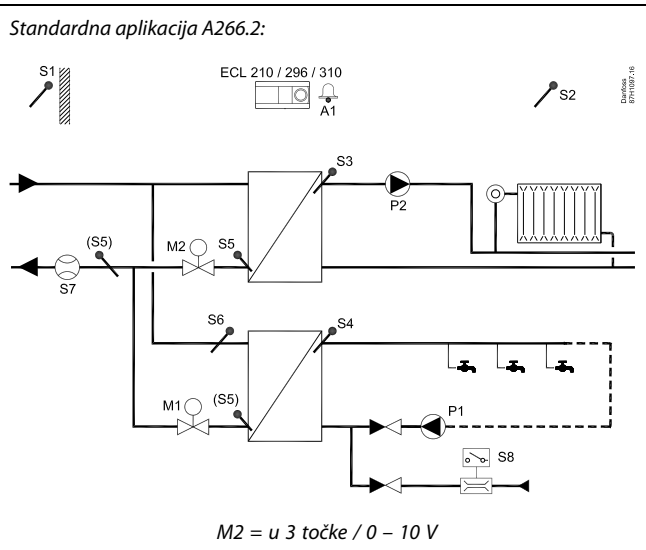 Standardna aplikacija A266.2:
S1
ECL 210 / 296 / 310
A1
S2
Danfoss
87H1097.16
S3
P2
(S5)
M2
S5
S7
S6
S4
M1
(S5)
P1
S8
M2 = u 3 točke / 0 – 10 V